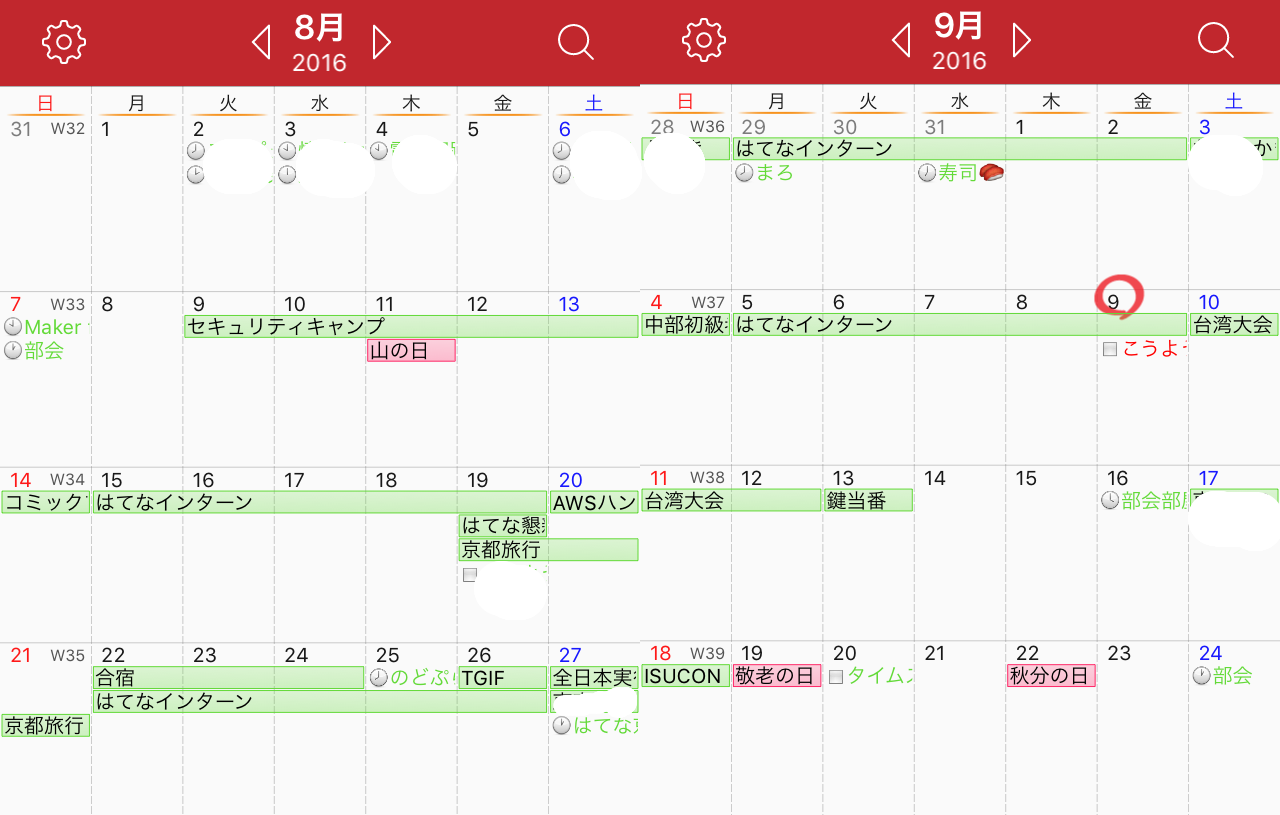 8月
2016
日 月 火 水 木 金 土
31 W32 1 2 3 4 5 6
7 W33 8 9 10 11 12 13
Maker セキュリティキャンプ
部会 山の日
14 W34 15 16 17 18 19 20
コミック はてなインターン AWSハン
はてな懇
京都旅行
21 W35 22 23 24 25 26 27
合宿 のどぷ TGIF 全日本実
はてなインターン
京都旅行 はてな
9月
2016
日 月 火 水 木 金 土
28 W36 29 30 31 1 2 3
はてなインターン か
まろ 寿司🍣
4 W37 5 6 7 8 9 10
中部初級 はてなインターン 台湾大会
こうよ
11 W38 12 13 14 15 16 17
台湾大会 鍵当番 部会部
18 W39 19 20 21 22 23 24
ISUCON 敬老の日 タイム 秋分の日 部会